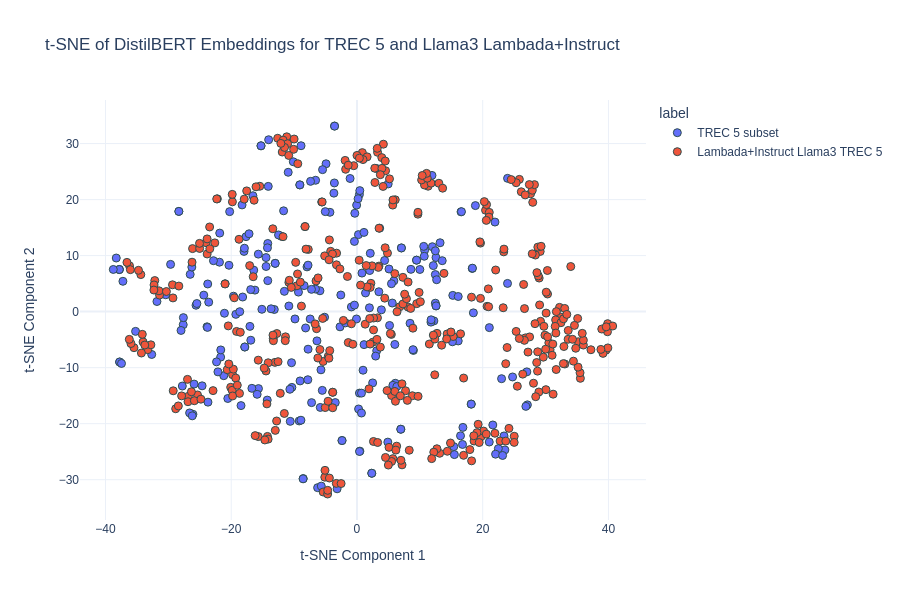 t-SNE of DistilBERT Embeddings for TREC 5 and Llama3 Lambada+Instruct
label
TREC 5 subset
Lambada+Instruct Llama3 TREC 5
t-SNE Component 2
30
20
10
0
−10
−20
−30
−40
−20
0
20
40
t-SNE Component 1